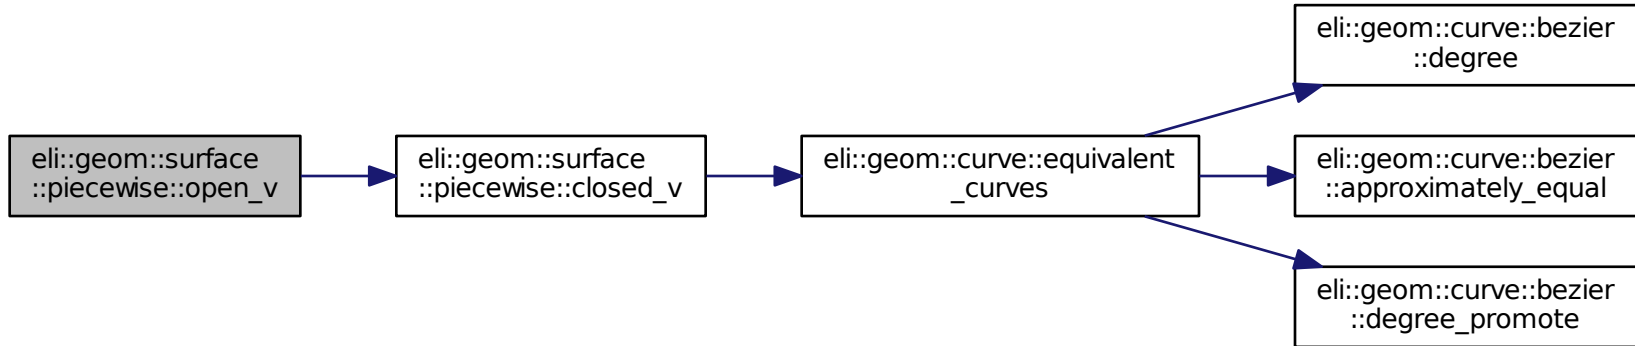 eli::geom::surface
::piecewise::open_v
eli::geom::surface
::piecewise::closed_v
eli::geom::curve::equivalent
_curves
eli::geom::curve::bezier
::degree
eli::geom::curve::bezier
::approximately_equal
eli::geom::curve::bezier
::degree_promote